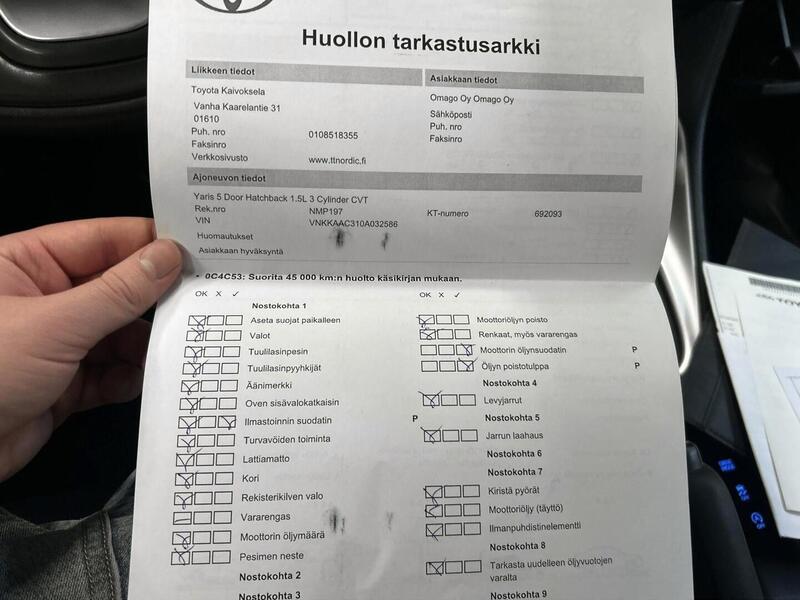 Huollon tarkastusarkki
Liikkeen tiedot
Toyota Kaivoksela
Vanha Kaarelantie 31
01610
Puh. nro 0108518355
Faksinro
Verkkosivusto www.ttnordic.fi
Asiakkaan tiedot
Omago Oy Omago Oy
Sähköposti
Puh. nro
Faksinro
Ajoneuvon tiedot
Yaris 5 Door Hatchback 1.5L 3 Cylinder CVT
Rek.nro NMP197 KT-numero 692093
VIN VNKKAAC310A032586
Huomautukset
Asiakkaan hyväksyntä
- 0C4C53: Suorita 45 000 km:n huolto käsikirjan mukaan.
OK X ✓
Nostokohta 1
Aseta suojat paikalleen
Valot
Tuulilasinpesin
Tuulilasinpyyhkijät
Äänimerkki
Oven sisävalokatkaisin
Ilmastoinnin suodatin P
Turvavöiden toiminta
Lattiamatto
Kori
Rekisterikilven valo
Vararengas
Moottorin öljymäärä
Pesimen neste
Nostokohta 2
Nostokohta 3
OK X ✓
Moottoriöljyn poisto
Renkaat, myös vararengas
Moottorin öljynsuodatin P
Öljyn poistotulppa P
Nostokohta 4
Levyjarrut
Nostokohta 5
Jarrun laahaus
Nostokohta 6
Nostokohta 7
Kiristä pyörät
Moottoriöljy (täyttö)
Ilmanpuhdistinelementti
Nostokohta 8
Tarkasta uudelleen öljyvuotojen
varalta
Nostokohta 9